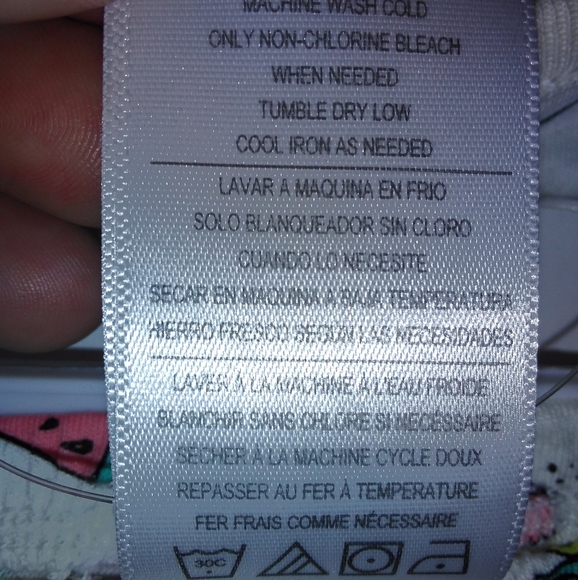 MACHINE WASH COLD
ONLY NON-CHLORINE BLEACH
WHEN NEEDED
TUMBLE DRY LOW
COOL IRON AS NEEDED
LAVAR A MAQUINA EN FRIO
SOLO BLANQUEADOR SIN CLORO
CUANDO LO NECESITE
SECAR EN MAQUINA A BAJA TEMPERATURA
HIERRO FRESCO SEGUN LAS NECESIDADES
LAVER À LA MACHINE À L'EAU FROIDE
BLANCHIR SANS CHLORE SI NECÉSSAIRE
SÉCHER À LA MACHINE CYCLE DOUX
REPASSER AU FER À TEMPERATURE
FER FRAIS COMME NÉCESSAIRE
30C